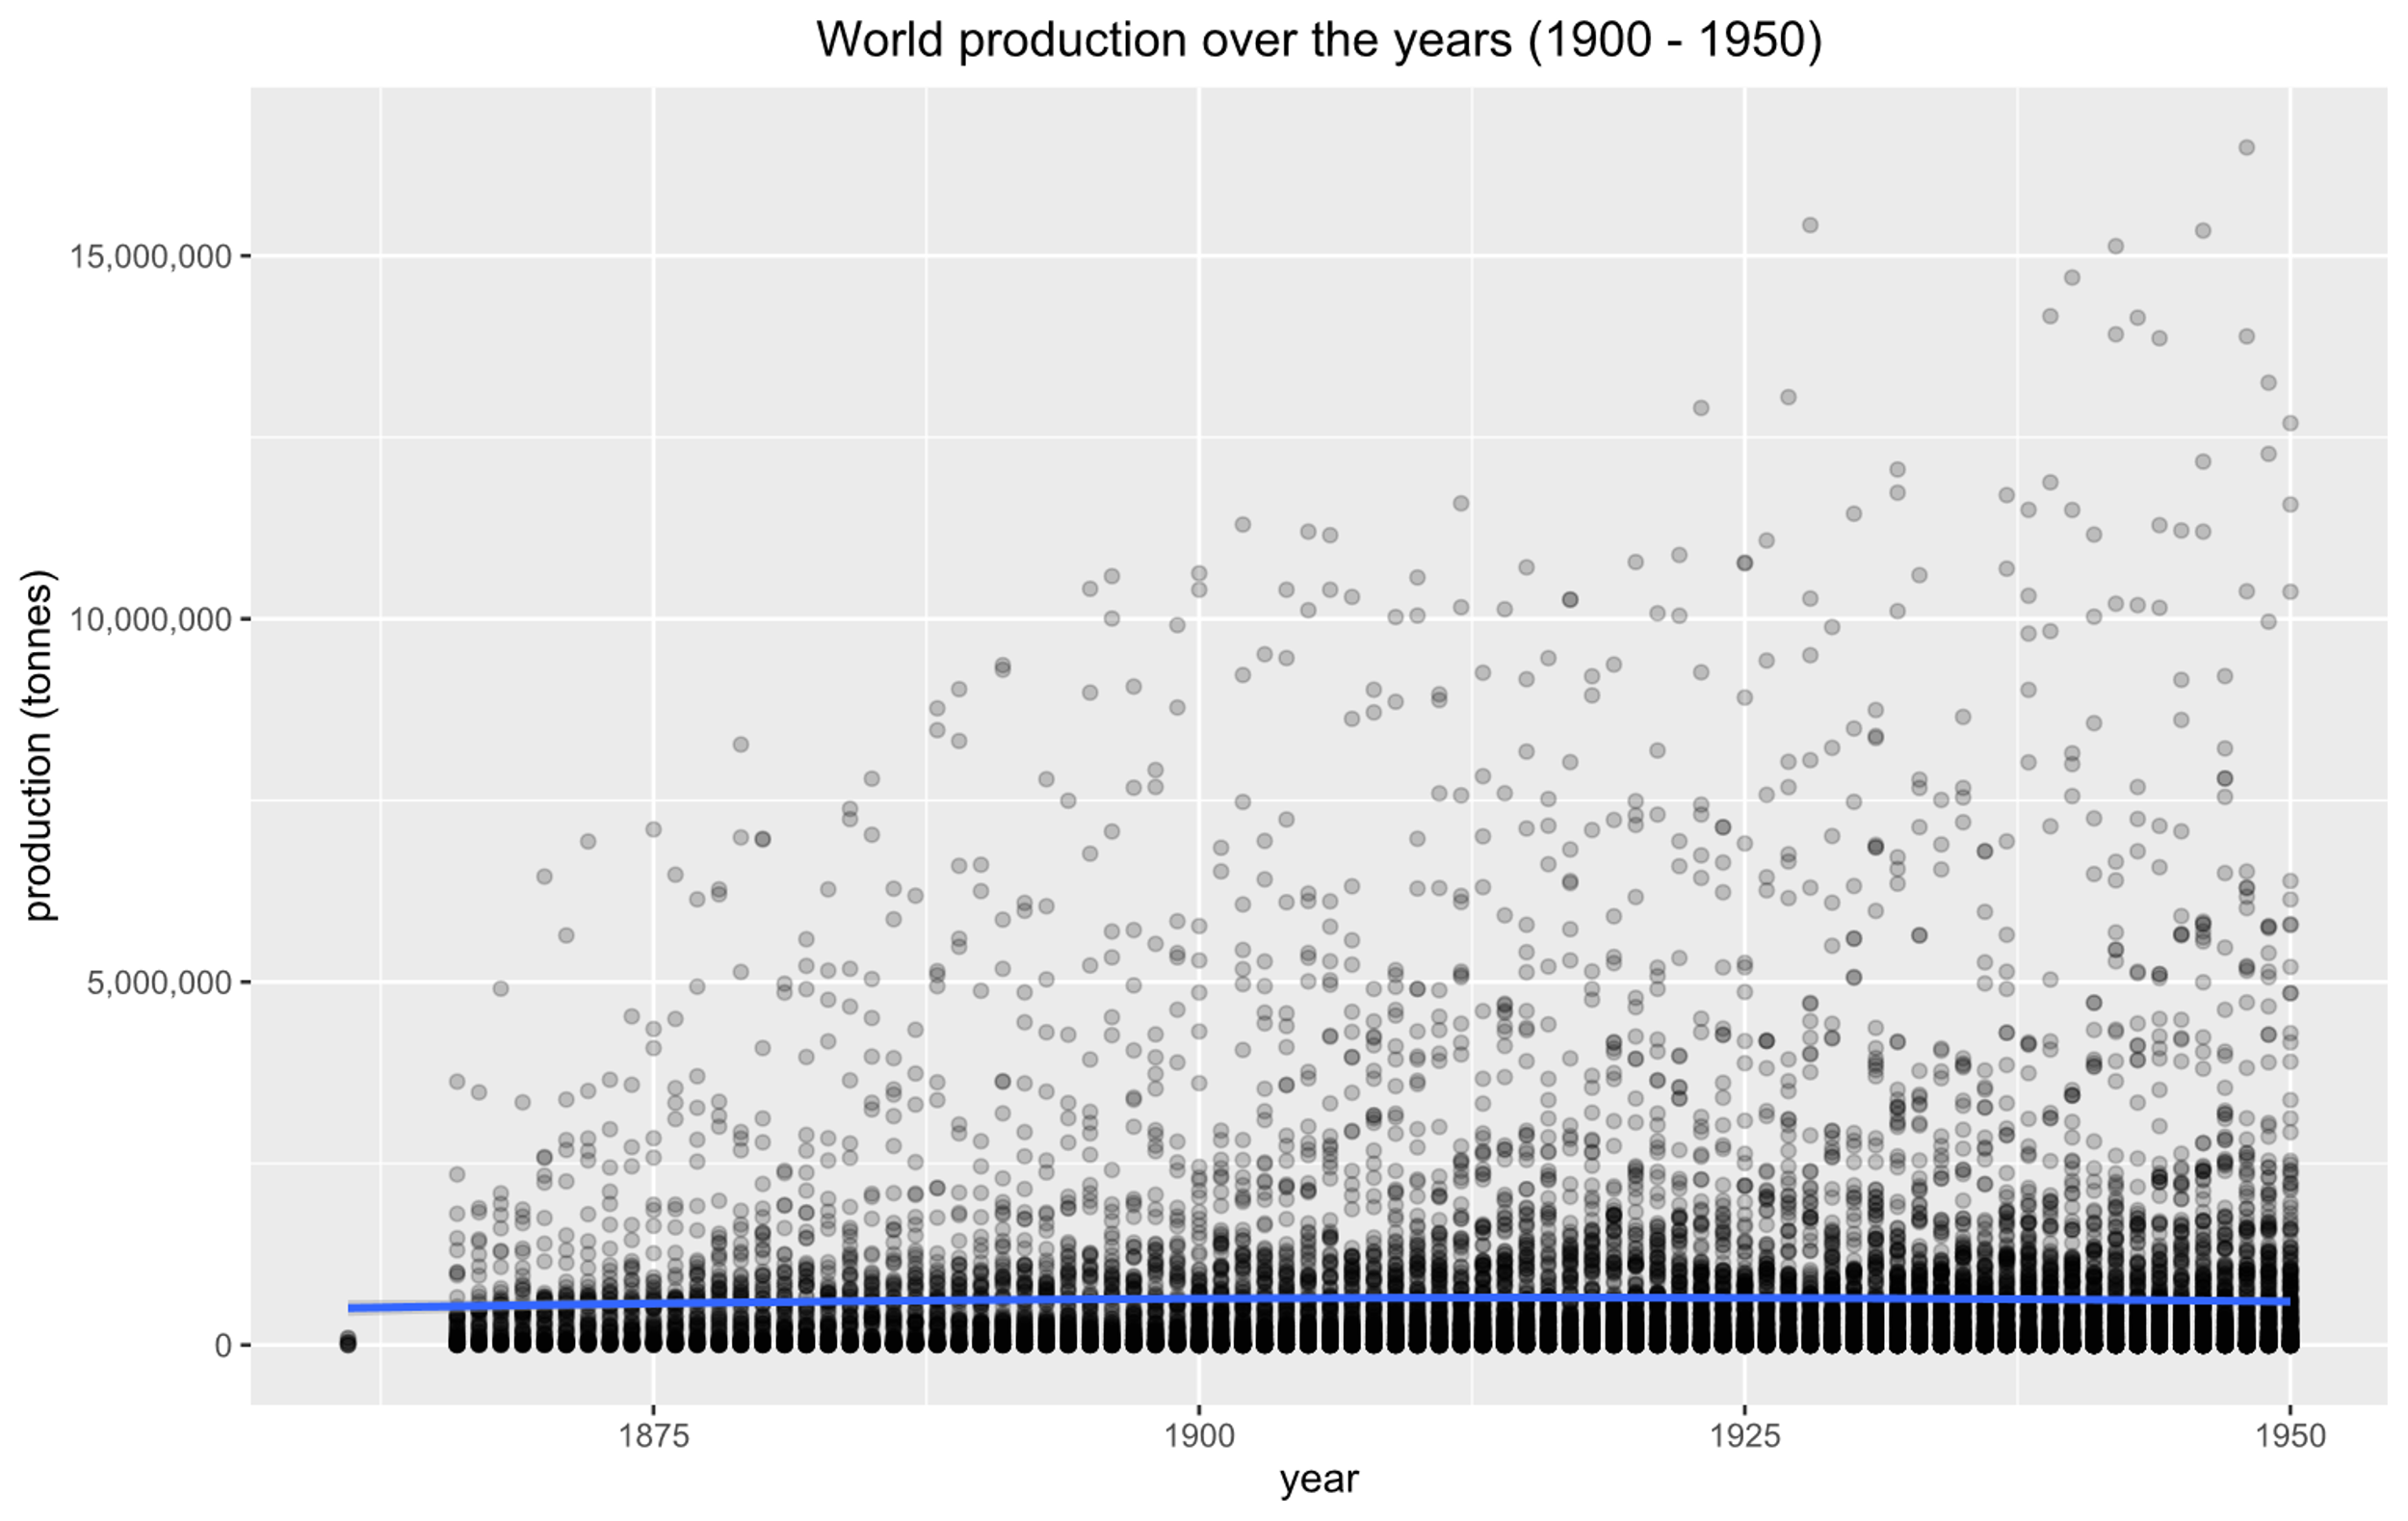 World production over the years (1900 - 1950)
production (tonnes)
15,000,000
10,000,000
5,000,000
0
1875
1900
1925
1950
year